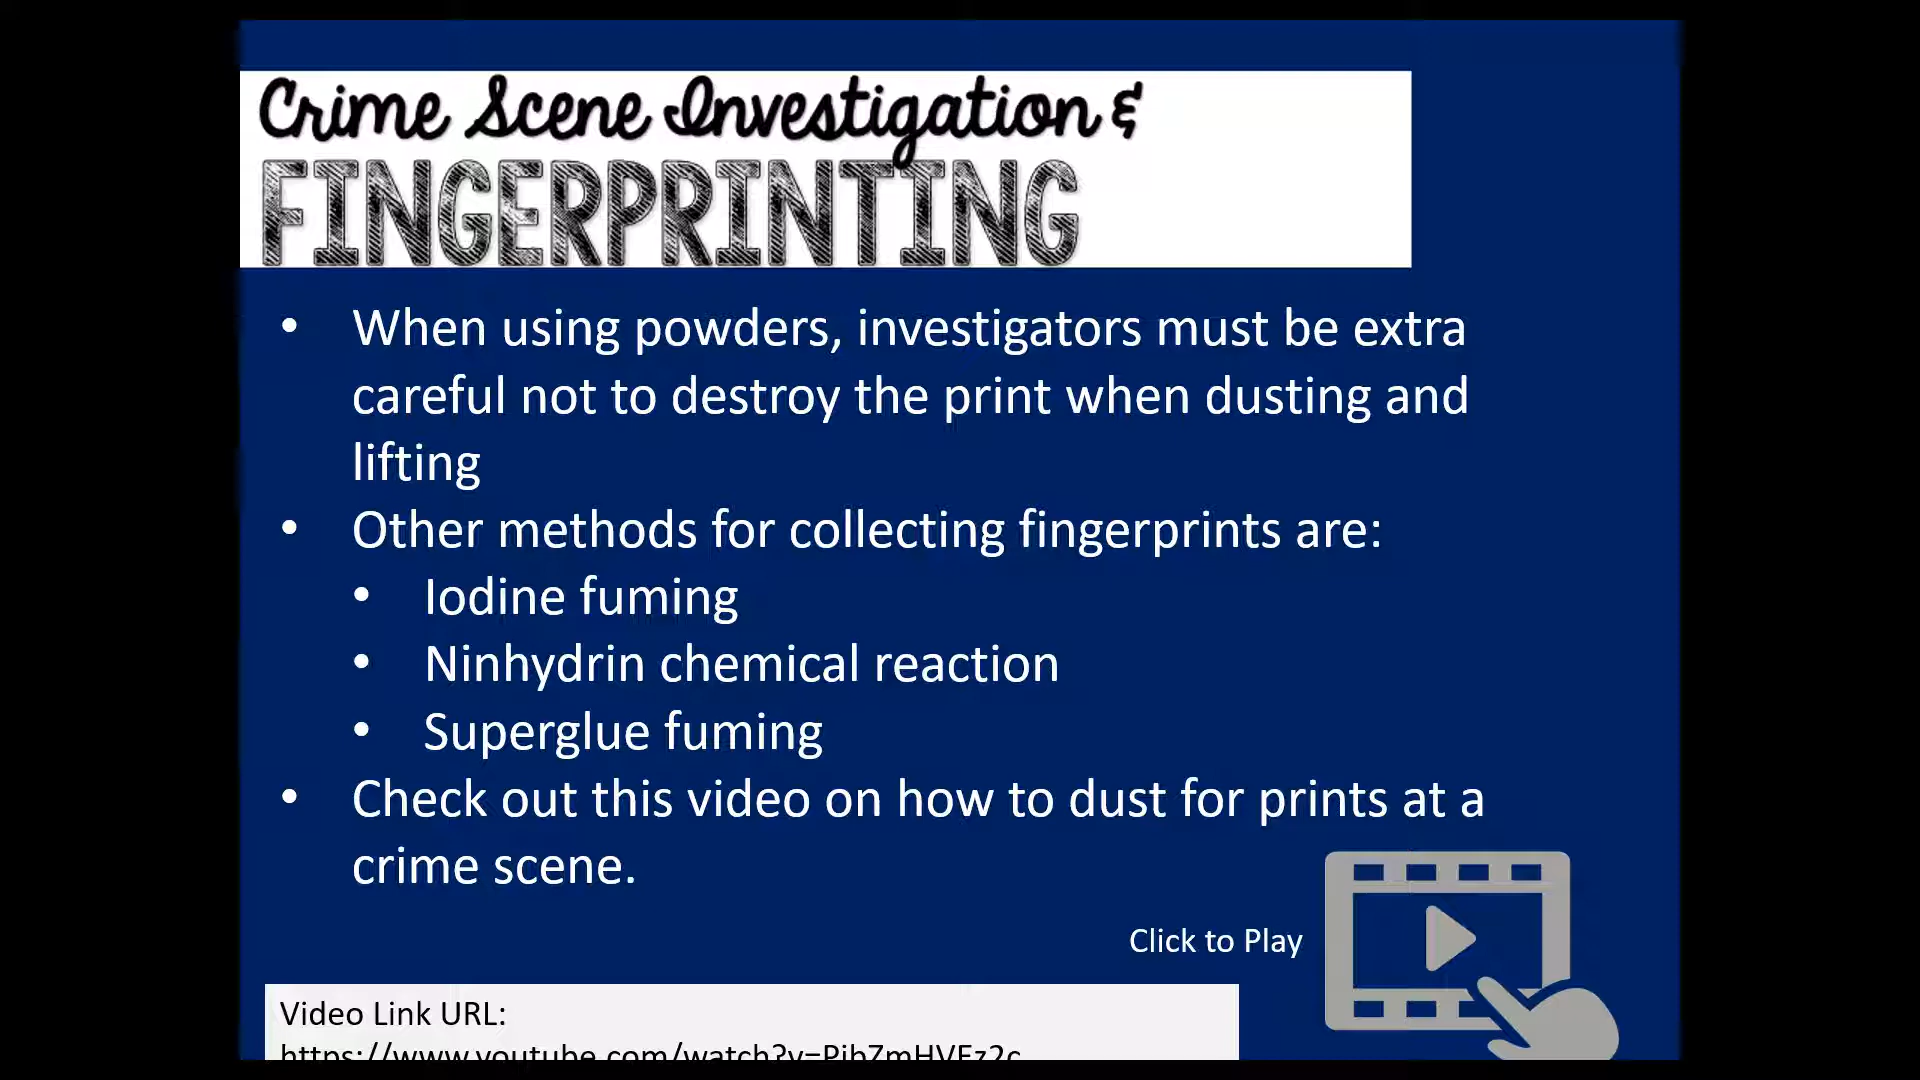 Crime Scene Investigation &
FINGERPRINTING
• When using powders, investigators must be extra
careful not to destroy the print when dusting and
lifting
• Other methods for collecting fingerprints are:
• Iodine fuming
• Ninhydrin chemical reaction
• Superglue fuming
• Check out this video on how to dust for prints at a
crime scene.
Click to Play
Video Link URL: